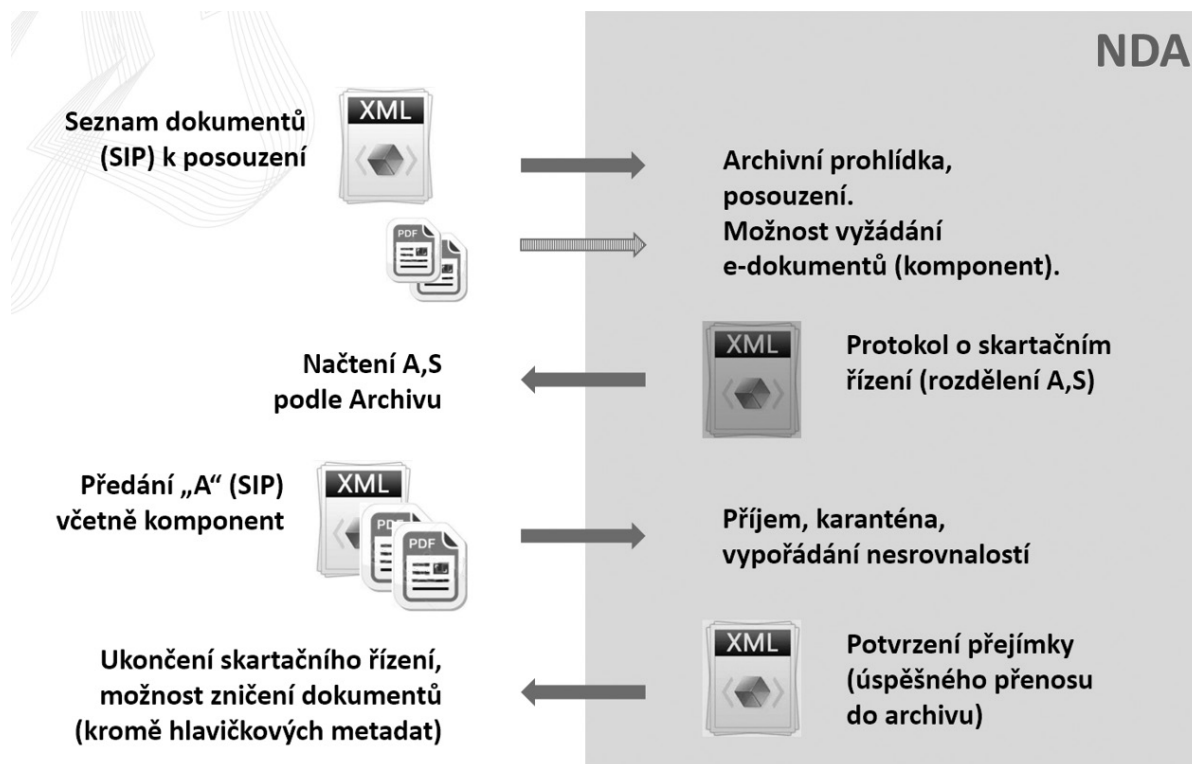 NDA
XML
Seznam dokumentů
(SIP) k posouzení
Archivní prohlídka,
posouzení.
Možnost vyžádání
e-dokumentů (komponent).
PDF
Načtení A,S
podle Archivu
XML
Protokol o skartačním
řízení (rozdělení A,S)
Předání „A“ (SIP)
včetně komponent
XML
PDF
PDF
Příjem, karanténa,
vypořádání nesrovnalostí
Ukončení skartačního řízení,
možnost zničení dokumentů
(kromě hlavičkových metadat)
XML
Potvrzení přejímky
(úspěšného přenosu
do archivu)